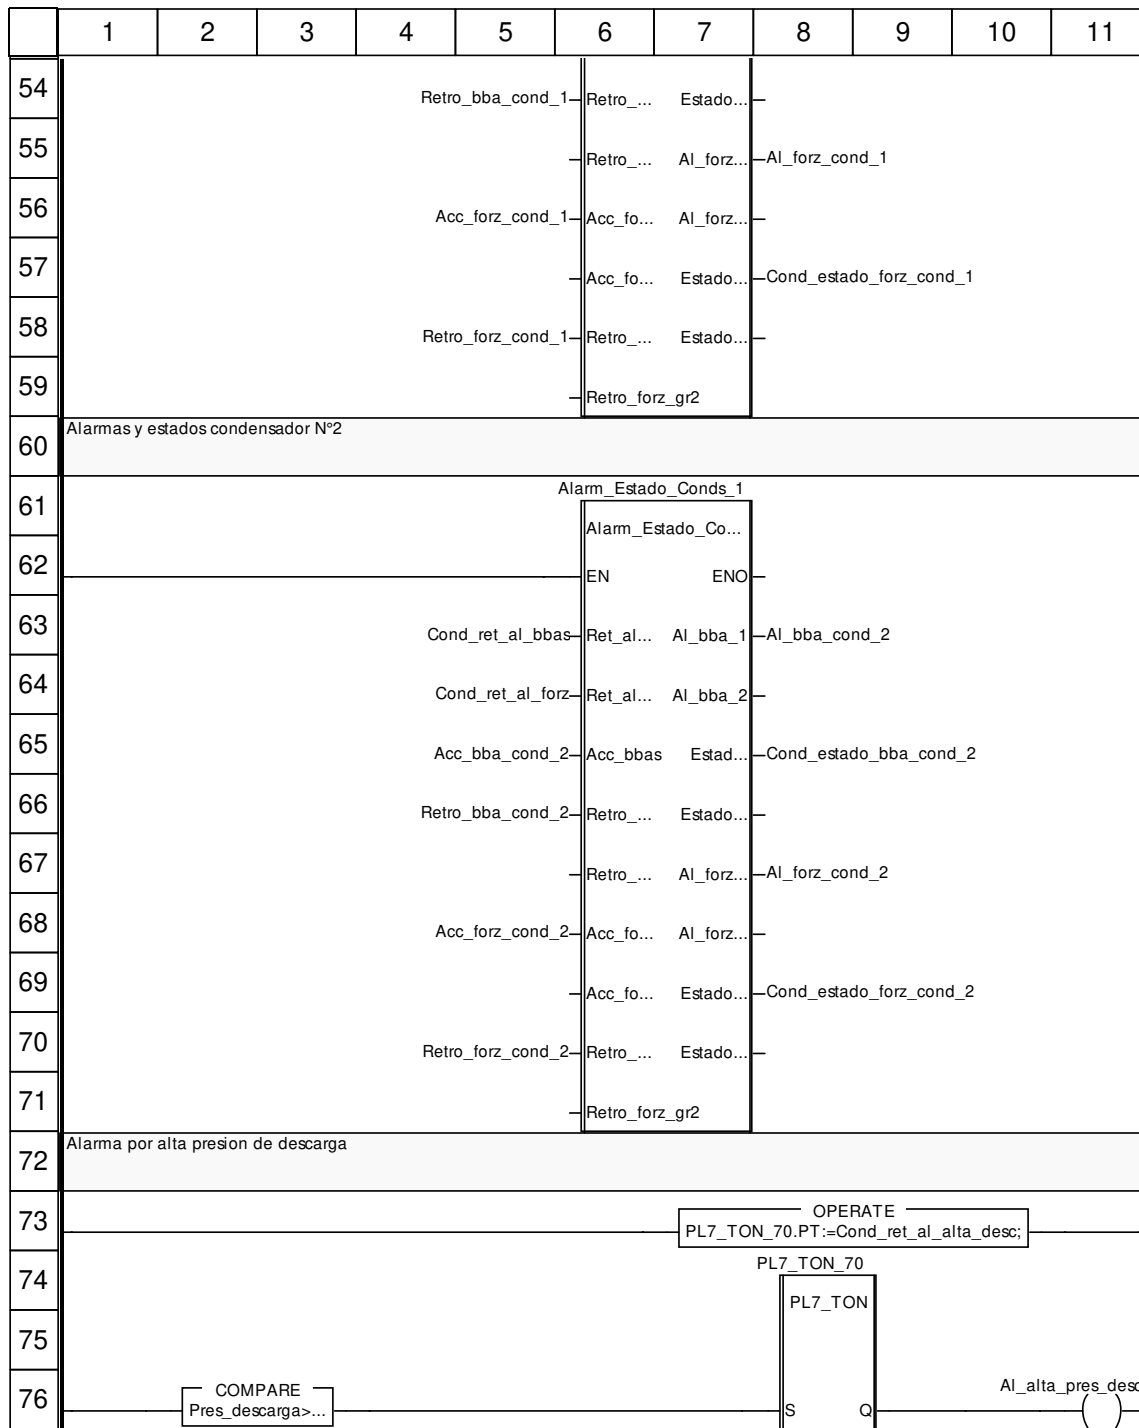 1 2 3 4 5 6 7 8 9 10 11
54 Retro_bba_cond_1 Retro_... Estado...
55 Retro_... Al_forz... Al_forz_cond_1
56 Acc_forz_cond_1 Acc_fo... Al_forz...
57 Acc_fo... Estado... Cond_estado_forz_cond_1
58 Retro_forz_cond_1 Retro_... Estado...
59 Retro_forz_gr2
60 Alarmas y estados condensador N°2
61 Alarm_Estado_Conds_1
Alarm_Estado_Co...
62 EN ENO
63 Cond_ret_al_bbas Ret_al... Al_bba_1 Al_bba_cond_2
64 Cond_ret_al_forz Ret_al... Al_bba_2
65 Acc_bba_cond_2 Acc_bbas Estad... Cond_estado_bba_cond_2
66 Retro_bba_cond_2 Retro_... Estado...
67 Retro_... Al_forz... Al_forz_cond_2
68 Acc_forz_cond_2 Acc_fo... Al_forz...
69 Acc_fo... Estado... Cond_estado_forz_cond_2
70 Retro_forz_cond_2 Retro_... Estado...
71 Retro_forz_gr2
72 Alarma por alta presion de descarga
73 OPERATE
PL7_TON_70.PT:=Cond_ret_al_alta_desc;
74 PL7_TON_70
PL7_TON
75
76 COMPARE Al_alta_pres_desc
Pres_descarga>... S Q